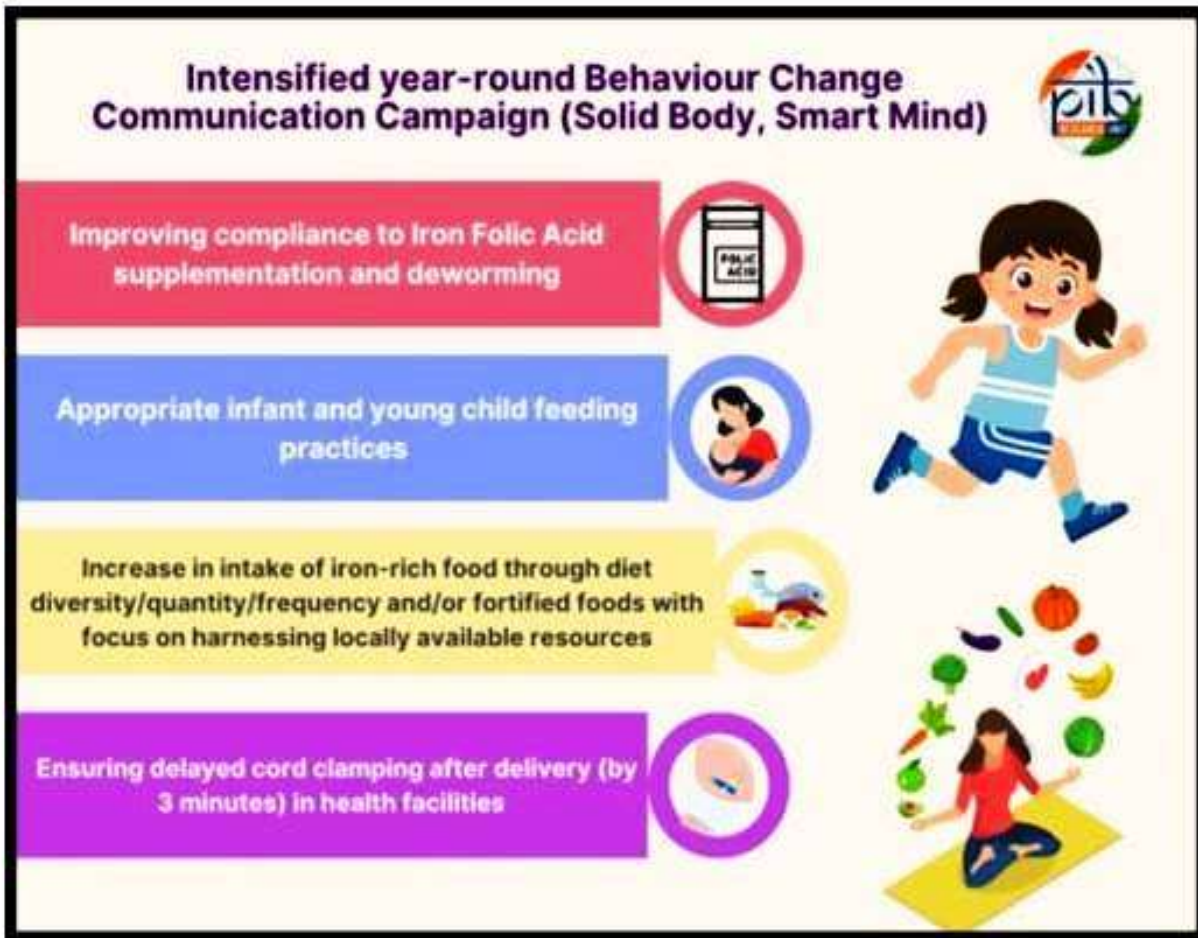 Intensified year-round Behaviour Change
Communication Campaign (Solid Body, Smart Mind)
pib
RESEARCH UNIT
Improving compliance to Iron Folic Acid
supplementation and deworming
FOLIC
ACID
Appropriate infant and young child feeding
practices
Increase in intake of iron-rich food through diet
diversity/quantity/frequency and/or fortified foods with
focus on harnessing locally available resources
Ensuring delayed cord clamping after delivery (by
3 minutes) in health facilities